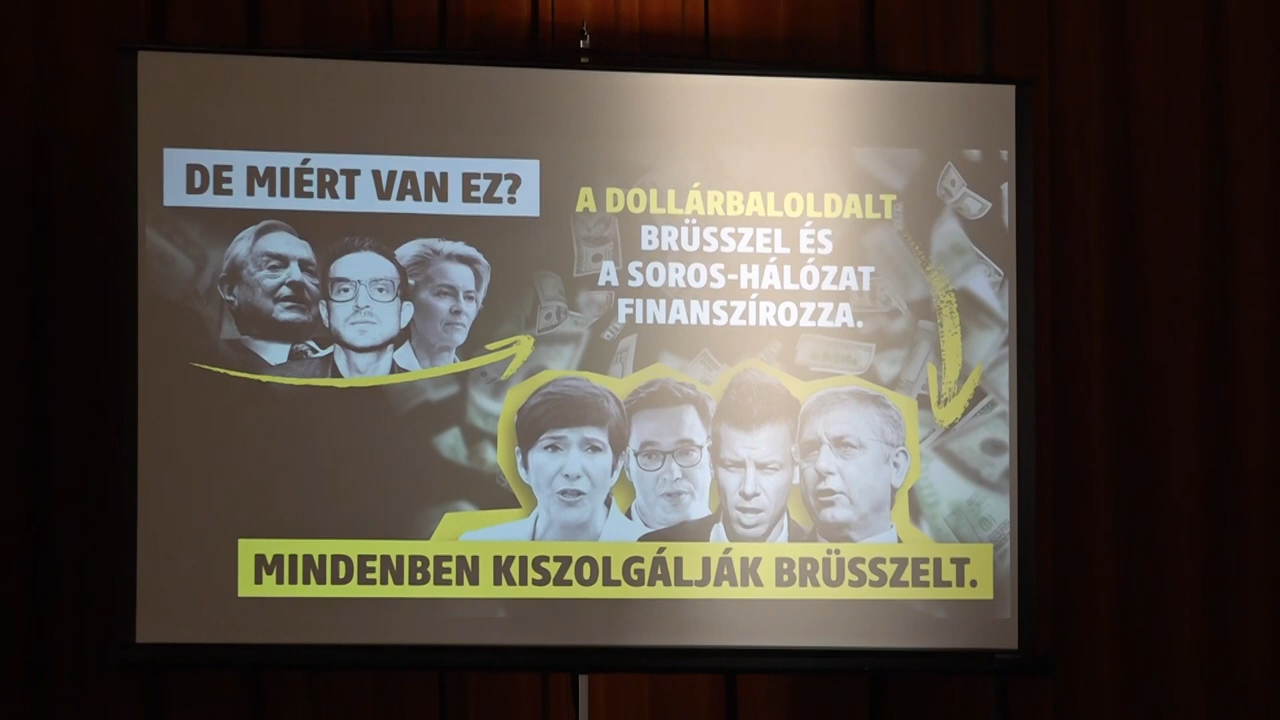 DE MIÉRT VAN EZ?
A DOLLÁRBALOLDALT
BRÜSSZEL ÉS
A SOROS-HÁLÓZAT
FINANSZÍROZZA.
MINDENBEN KISZOLGÁLJÁK BRÜSSZELT.